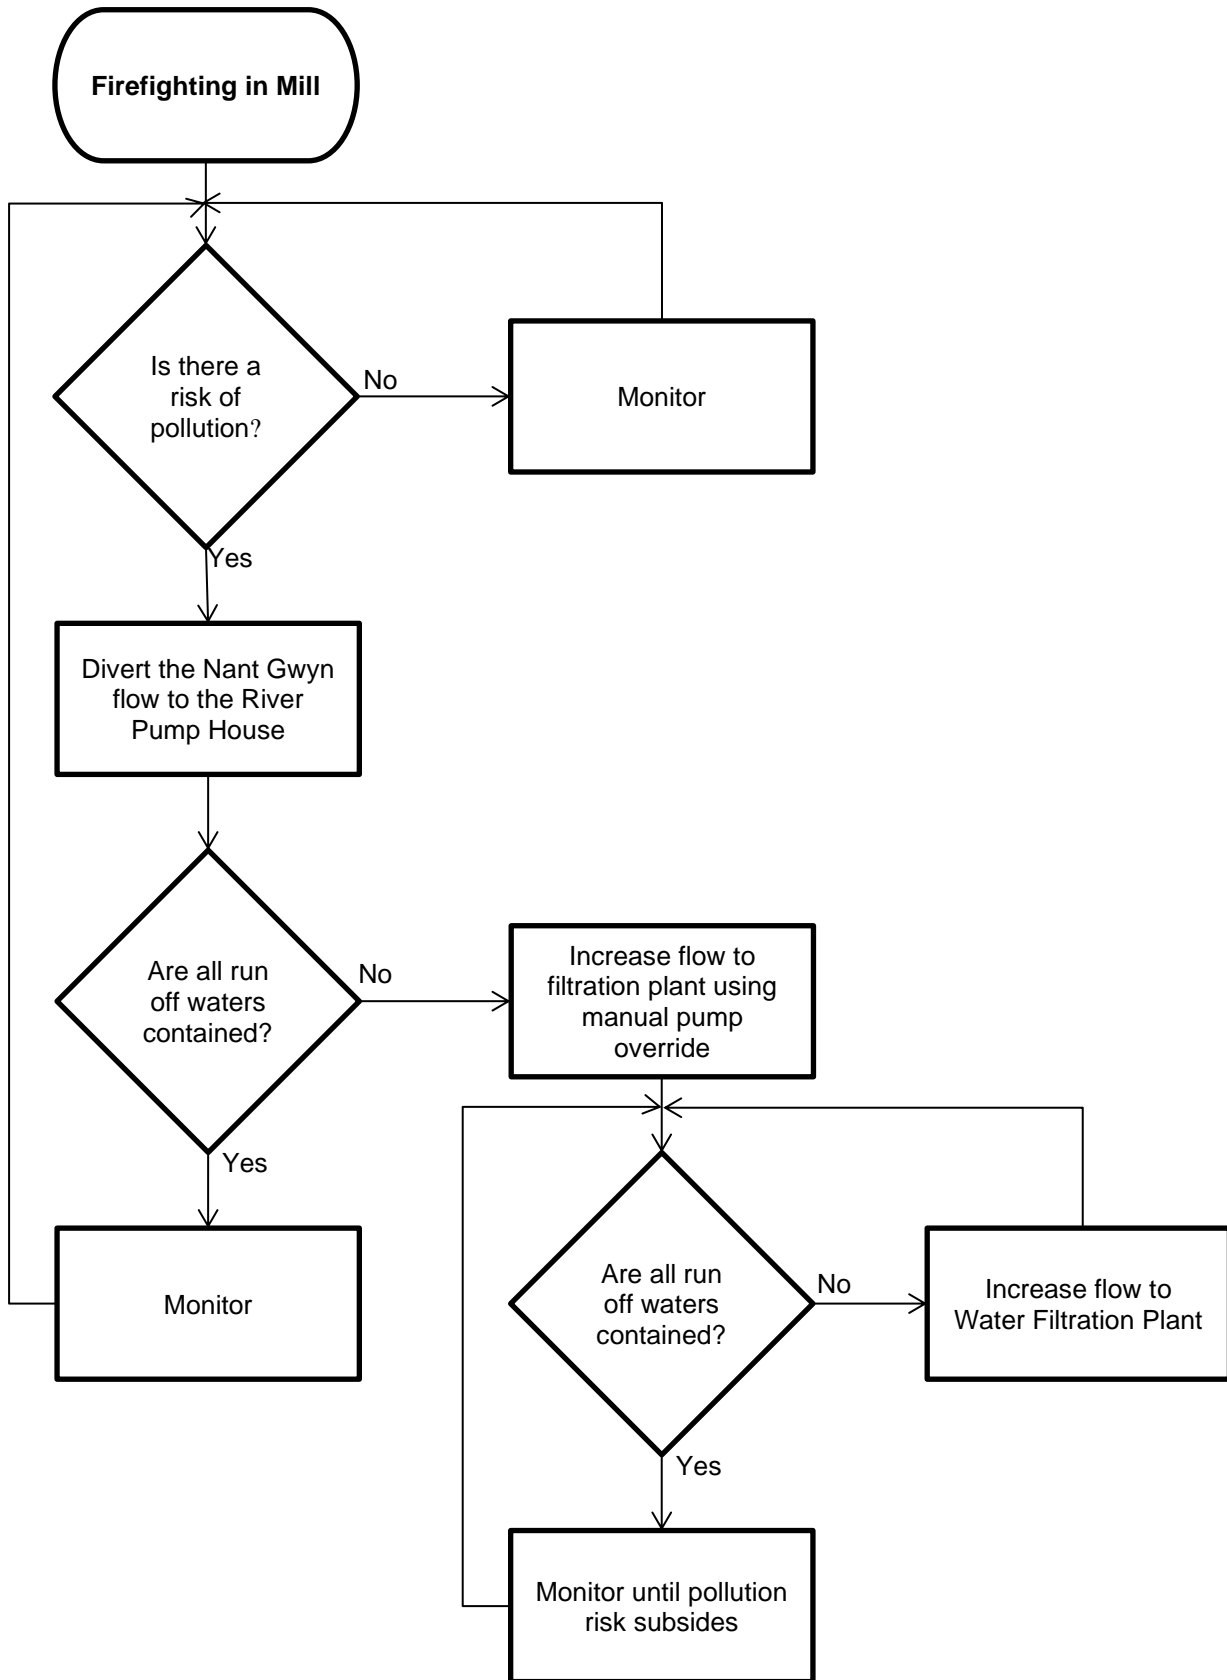 Firefighting in Mill
Is there a
risk of
pollution?
No
Monitor
Yes
Divert the Nant Gwyn
flow to the River
Pump House
Are all run
off waters
contained?
No
Increase flow to
filtration plant using
manual pump
override
Yes
Monitor
Are all run
off waters
contained?
No
Increase flow to
Water Filtration Plant
Yes
Monitor until pollution
risk subsides